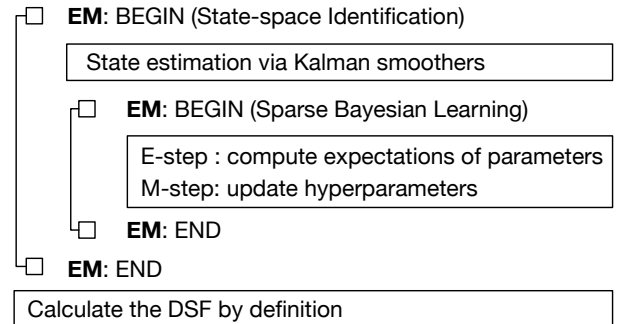 EM: BEGIN (State-space Identification)
State estimation via Kalman smoothers
EM: BEGIN (Sparse Bayesian Learning)
E-step : compute expectations of parameters
M-step: update hyperparameters
EM: END
EM: END
Calculate the DSF by definition